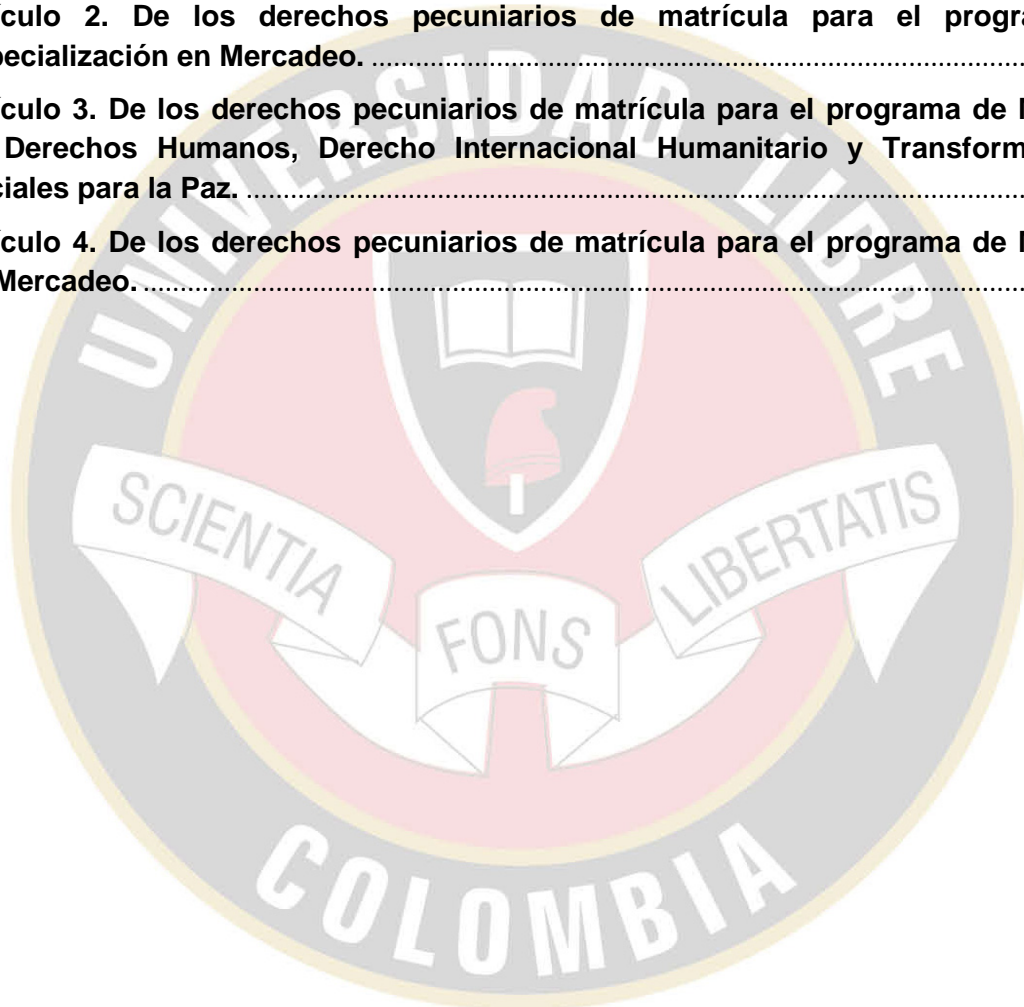 ículo 2. De los derechos pecuniarios de matrícula para el progra
pecialización en Mercadeo. ........................................................................
ículo 3. De los derechos pecuniarios de matrícula para el programa de
Derechos Humanos, Derecho Internacional Humanitario y Transform
ciales para la Paz. ........................................................................
ículo 4. De los derechos pecuniarios de matrícula para el programa de
Mercadeo. ........................................................................
UNIVERSIDAD LIBRE
SCIENTIA
FONS
LIBERTATIS
COLOMBIA